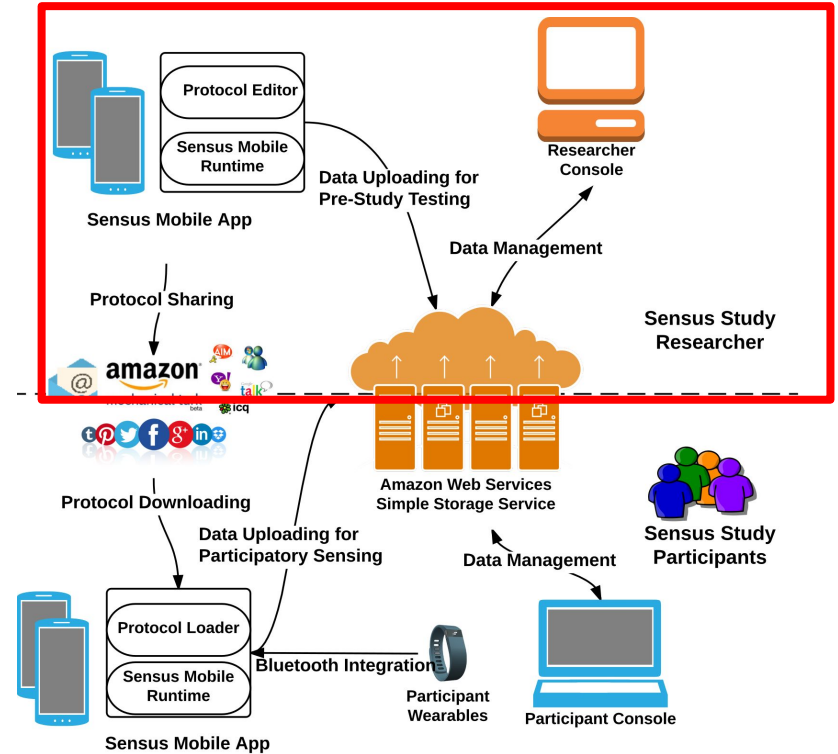 Protocol Editor
Sensus Mobile
Runtime
Sensus Mobile App
Data Uploading for
Pre-Study Testing
Researcher
Console
Data Management
Protocol Sharing
Sensus Study
Researcher
@
amazon
mechanical turk
beta
AIM
Y!
talk
icq
t
f
g+
in
Amazon Web Services
Simple Storage Service
Protocol Downloading
Data Uploading for
Participatory Sensing
Data Management
Sensus Study
Participants
Protocol Loader
Sensus Mobile
Runtime
Bluetooth Integration
Participant
Wearables
Participant Console
Sensus Mobile App